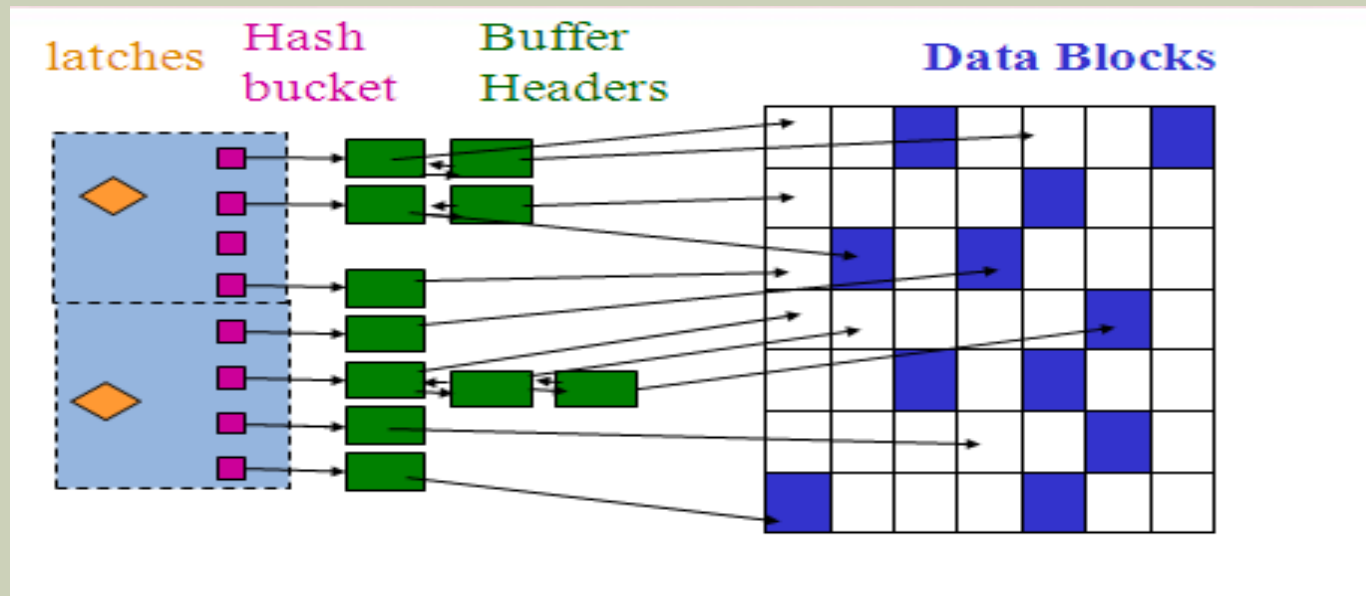 latches
Hash
bucket
Buffer
Headers
Data Blocks